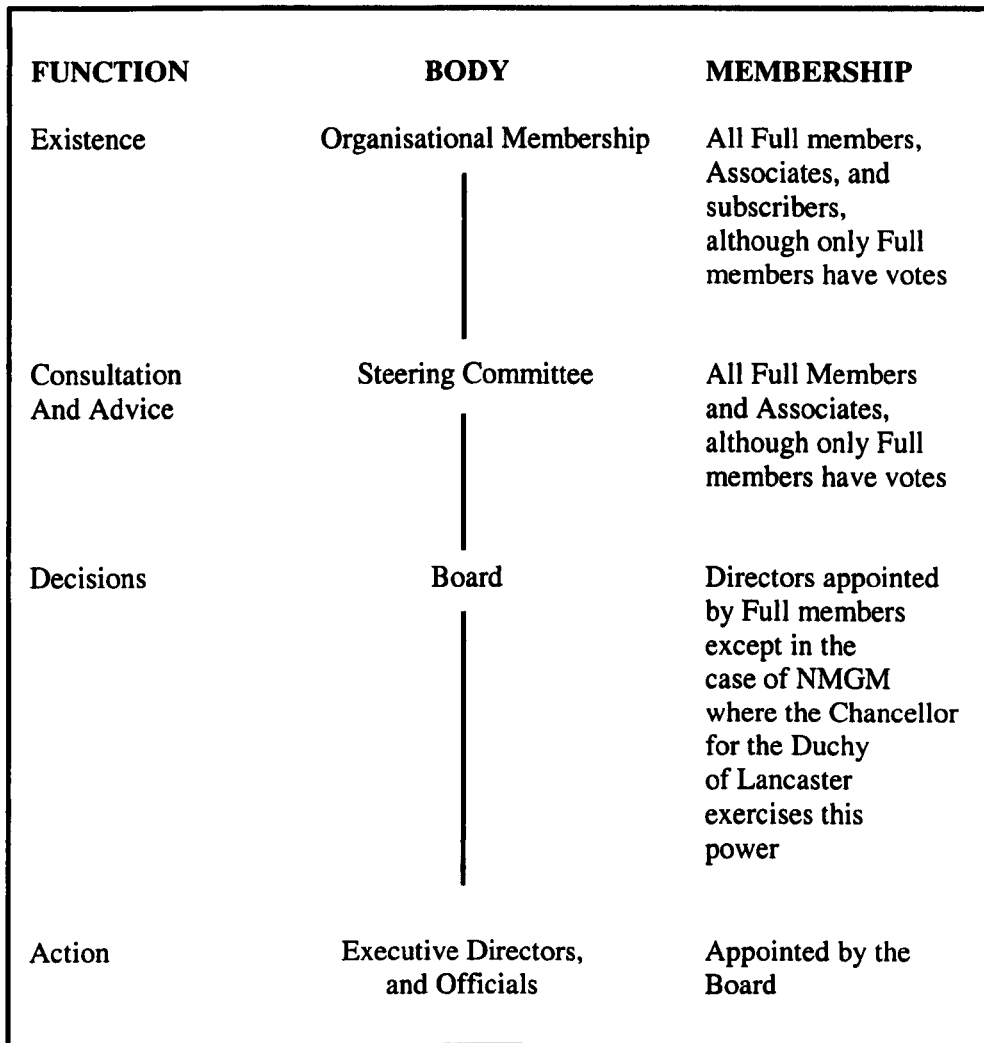 FUNCTION BODY MEMBERSHIP
Existence Organisational Membership All Full members,
Associates, and
subscribers,
although only Full
members have votes
Consultation Steering Committee All Full Members
And Advice and Associates,
although only Full
members have votes
Decisions Board Directors appointed
by Full members
except in the
case of NMGM
where the Chancellor
for the Duchy
of Lancaster
exercises this
power
Action Executive Directors, Appointed by the
and Officials Board